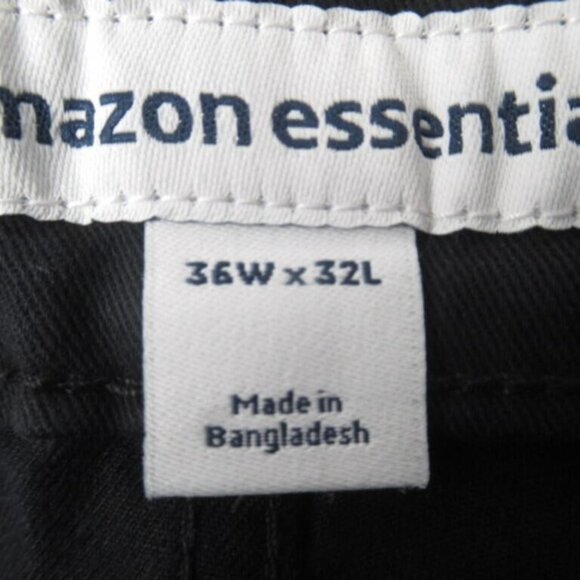 mazon essentia
36W x 32L
Made in
Bangladesh